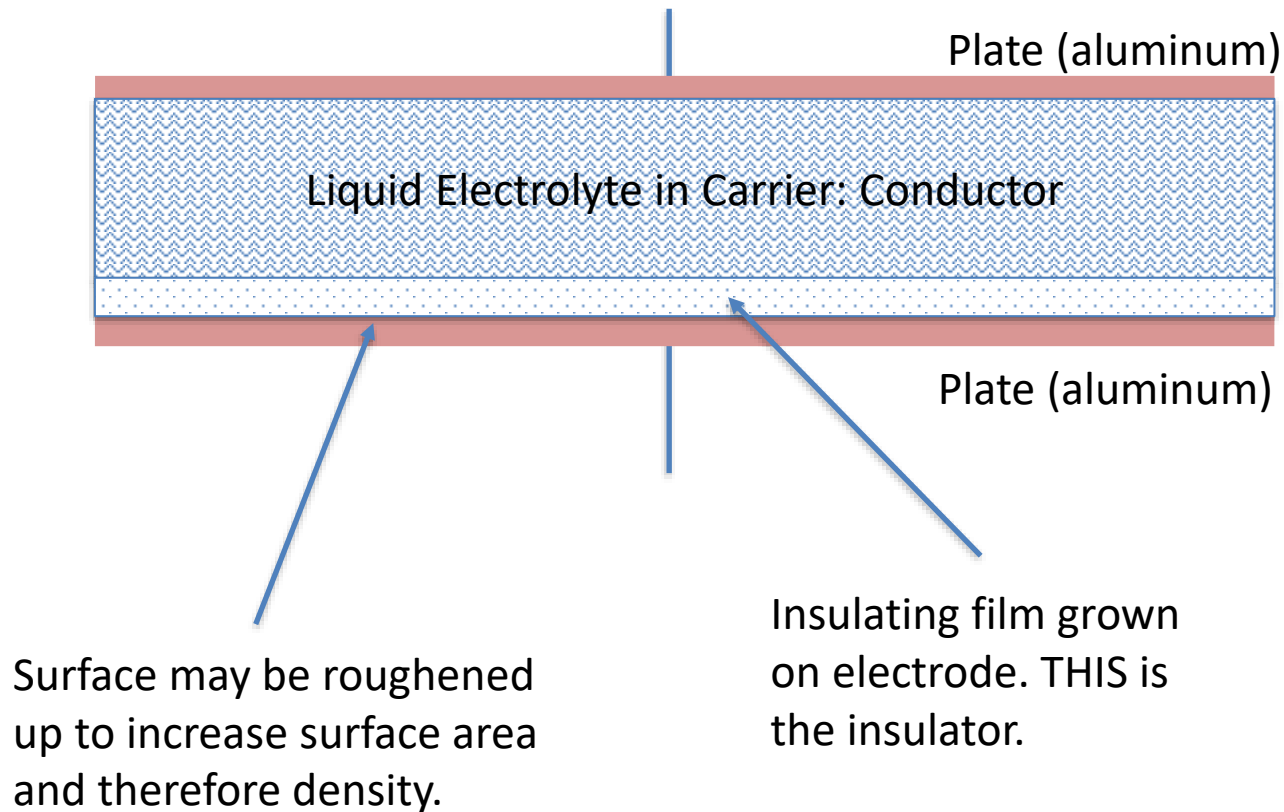 Plate (aluminum)
Liquid Electrolyte in Carrier: Conductor
Plate (aluminum)
Surface may be roughened
up to increase surface area
and therefore density.
Insulating film grown
on electrode. THIS is
the insulator.